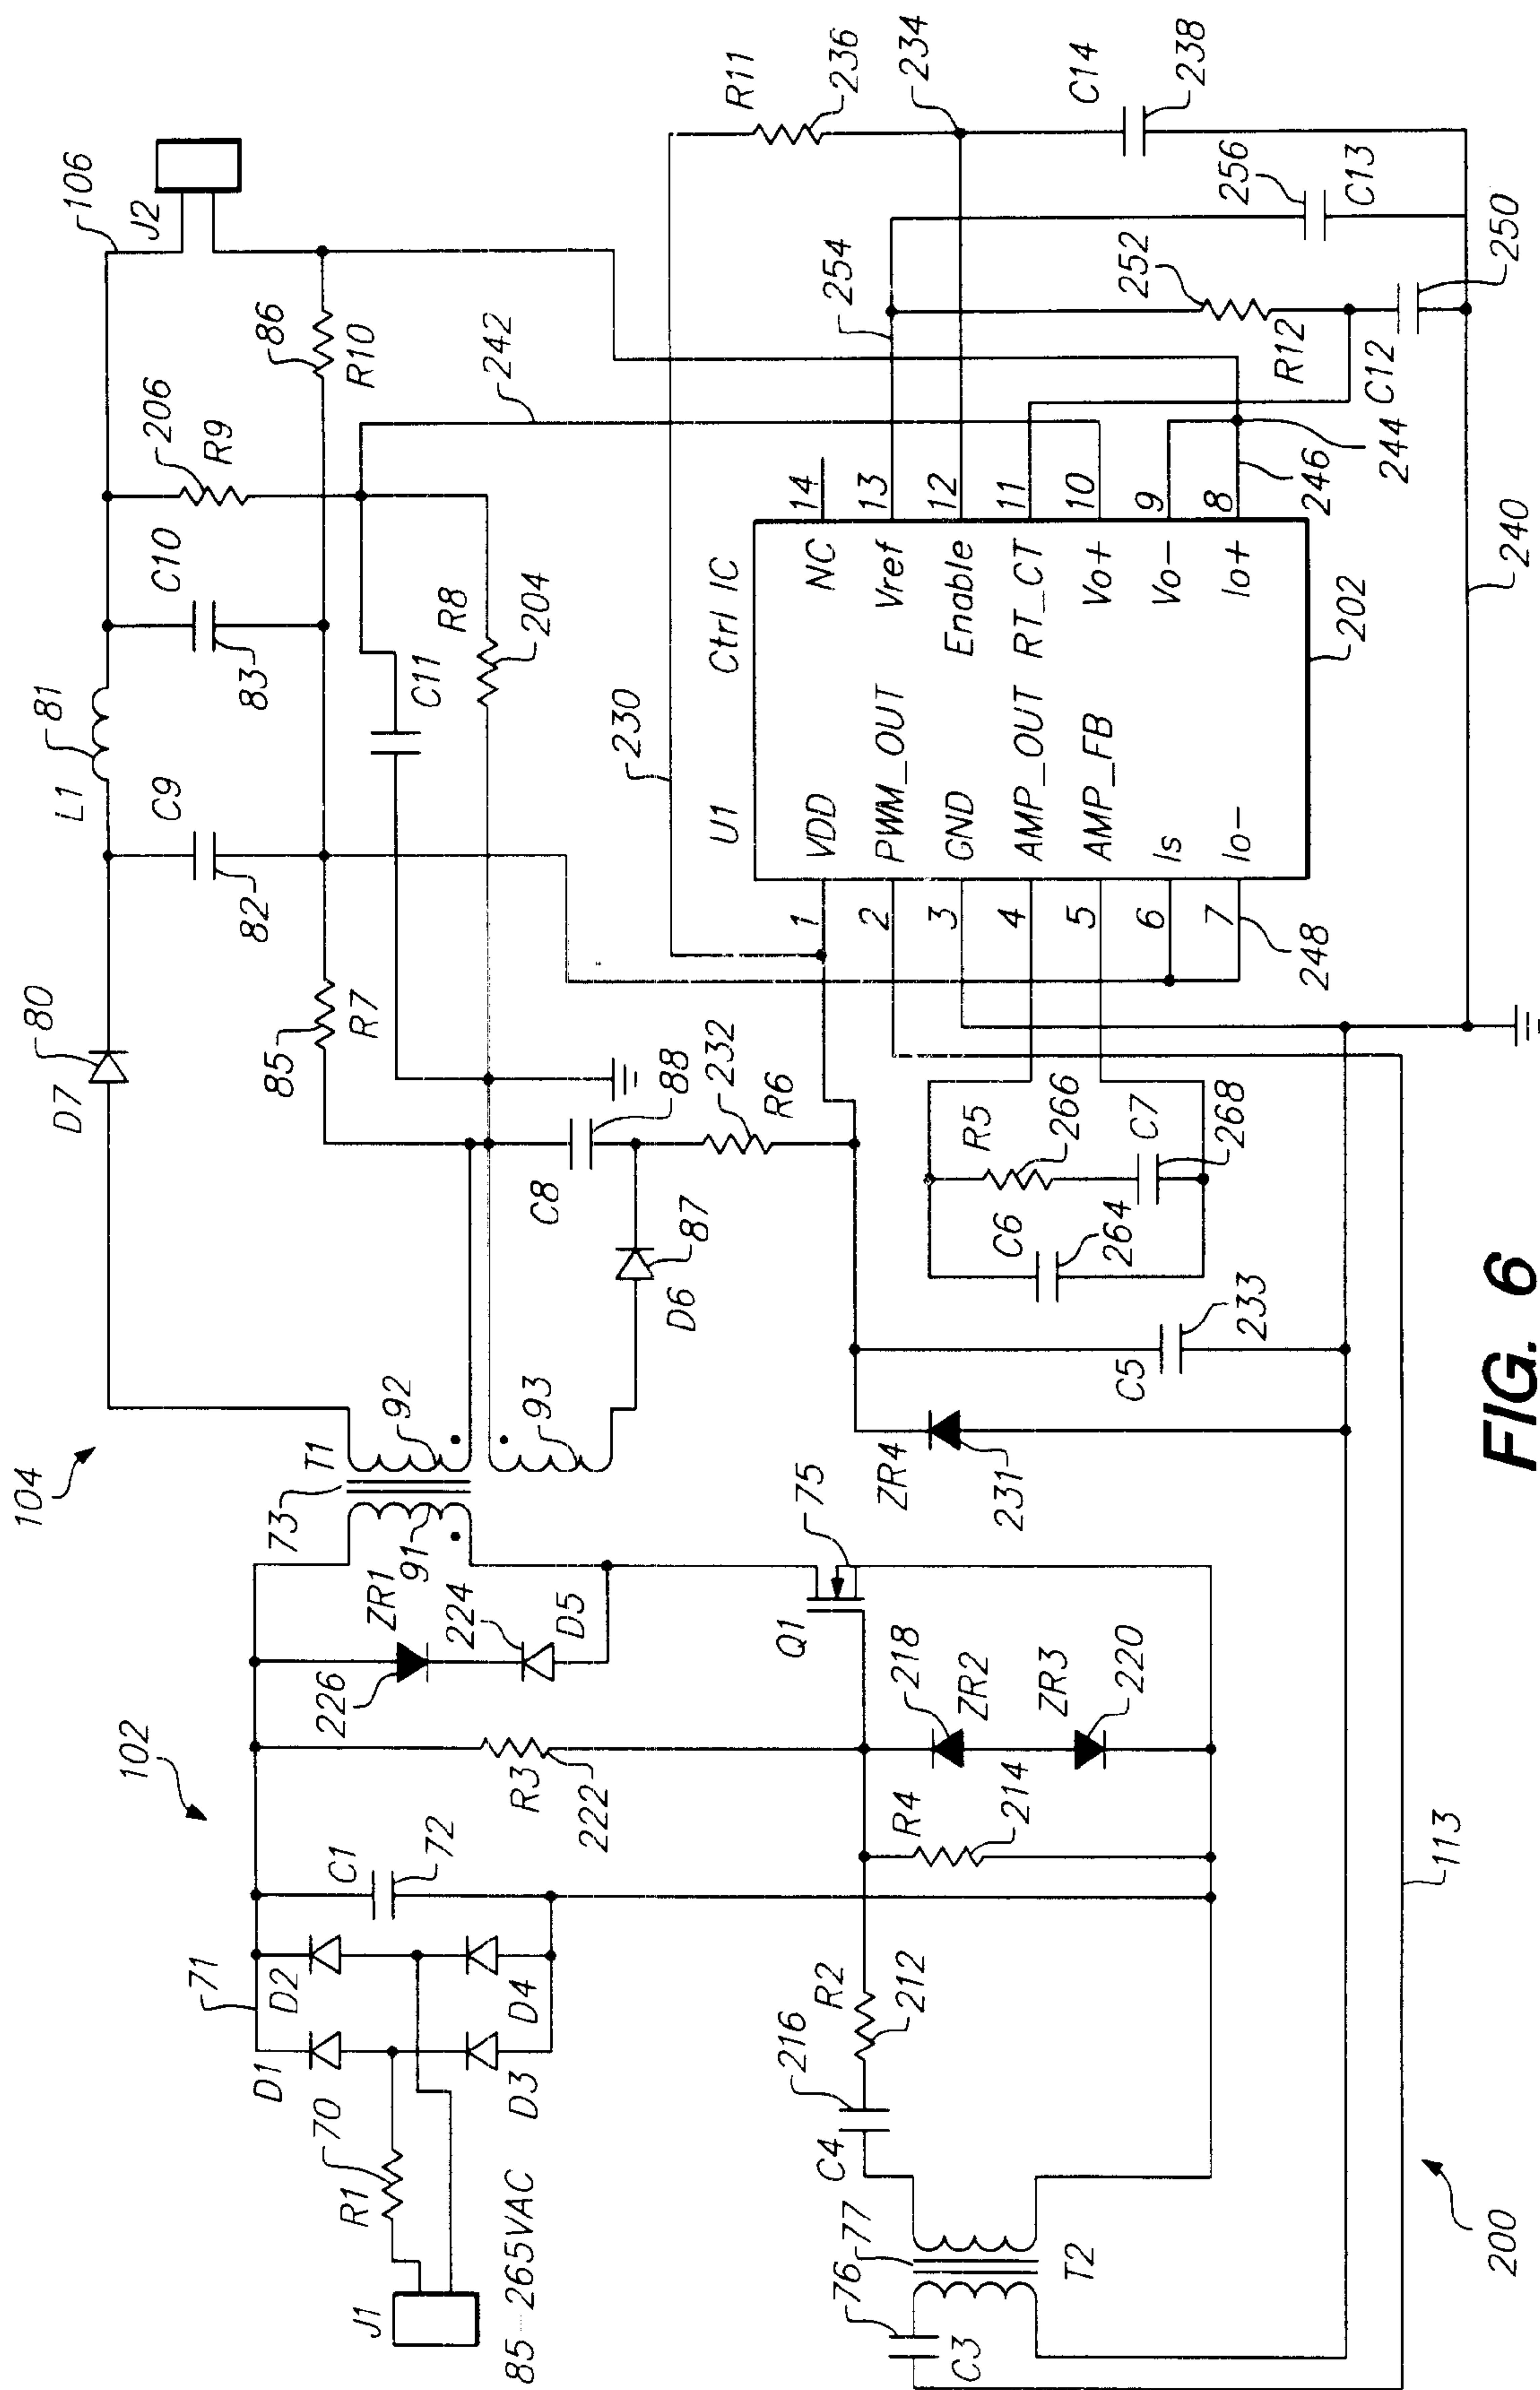 104
102
71
D1
D2
C1
72
R1
70
D3
D4
J1
85-265VAC
R3
222
226
ZR1
224
D5
73
T1
91
92
93
D7
80
L1
81
C9
82
C10
83
206
R9
86
R10
106
J2
85
R7
C11
R8
204
242
C8
88
D6
87
232
R6
230
Q1
75
216
R2
212
C4
R4
214
218
ZR2
ZR3
220
76
77
C3
T2
ZR4
231
C5
233
R5
266
C6
264
C7
268
U1
Ctrl IC
1
VDD
NC
14
2
PWM_OUT
Vref
13
3
GND
Enable
12
4
AMP_OUT
RT_CT
11
5
AMP_FB
Vo+
10
6
Is
Vo-
9
7
Io-
Io+
8
248
202
246
244
254
R11
236
234
252
R12
256
C13
C14
238
C12
250
240
113
200
FIG. 6